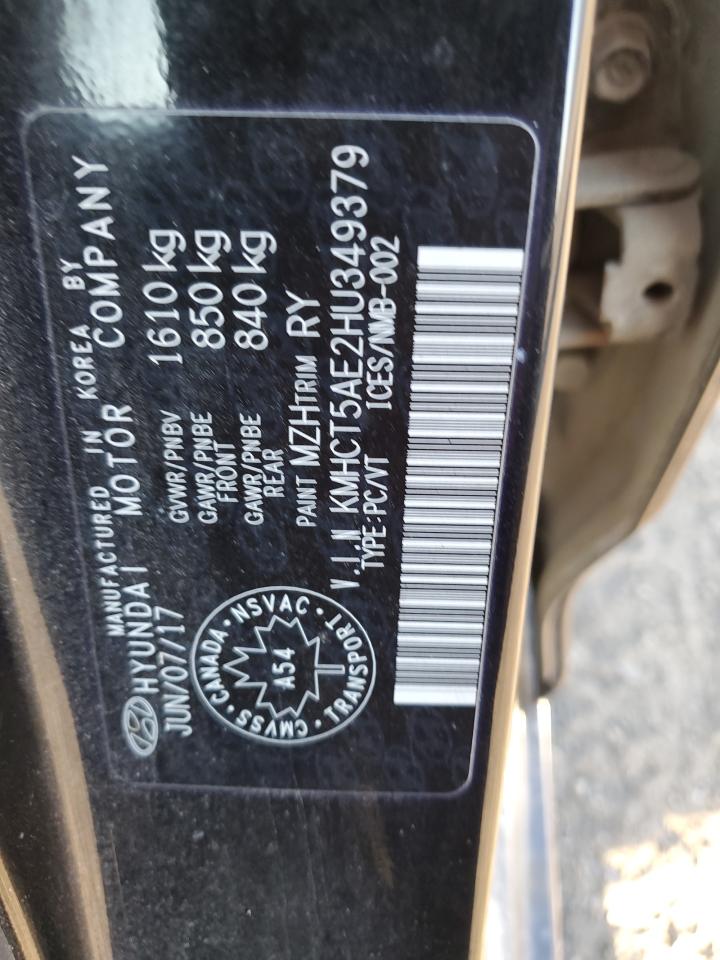 MANUFACTURED IN KOREA BY
HYUNDAI MOTOR COMPANY
JUN/07/17
GVWR/PNBV 1610 kg
GAWR/PNBE FRONT 850 kg
GAWR/PNBE REAR 840 kg
PAINT MZH TRIM RY
V.I.N KMHCT5AE2HU349379
TYPE:PC/VT ICES/NMB-002
CANADA · NSVAC · TRANSPORT · CMVSS
A54